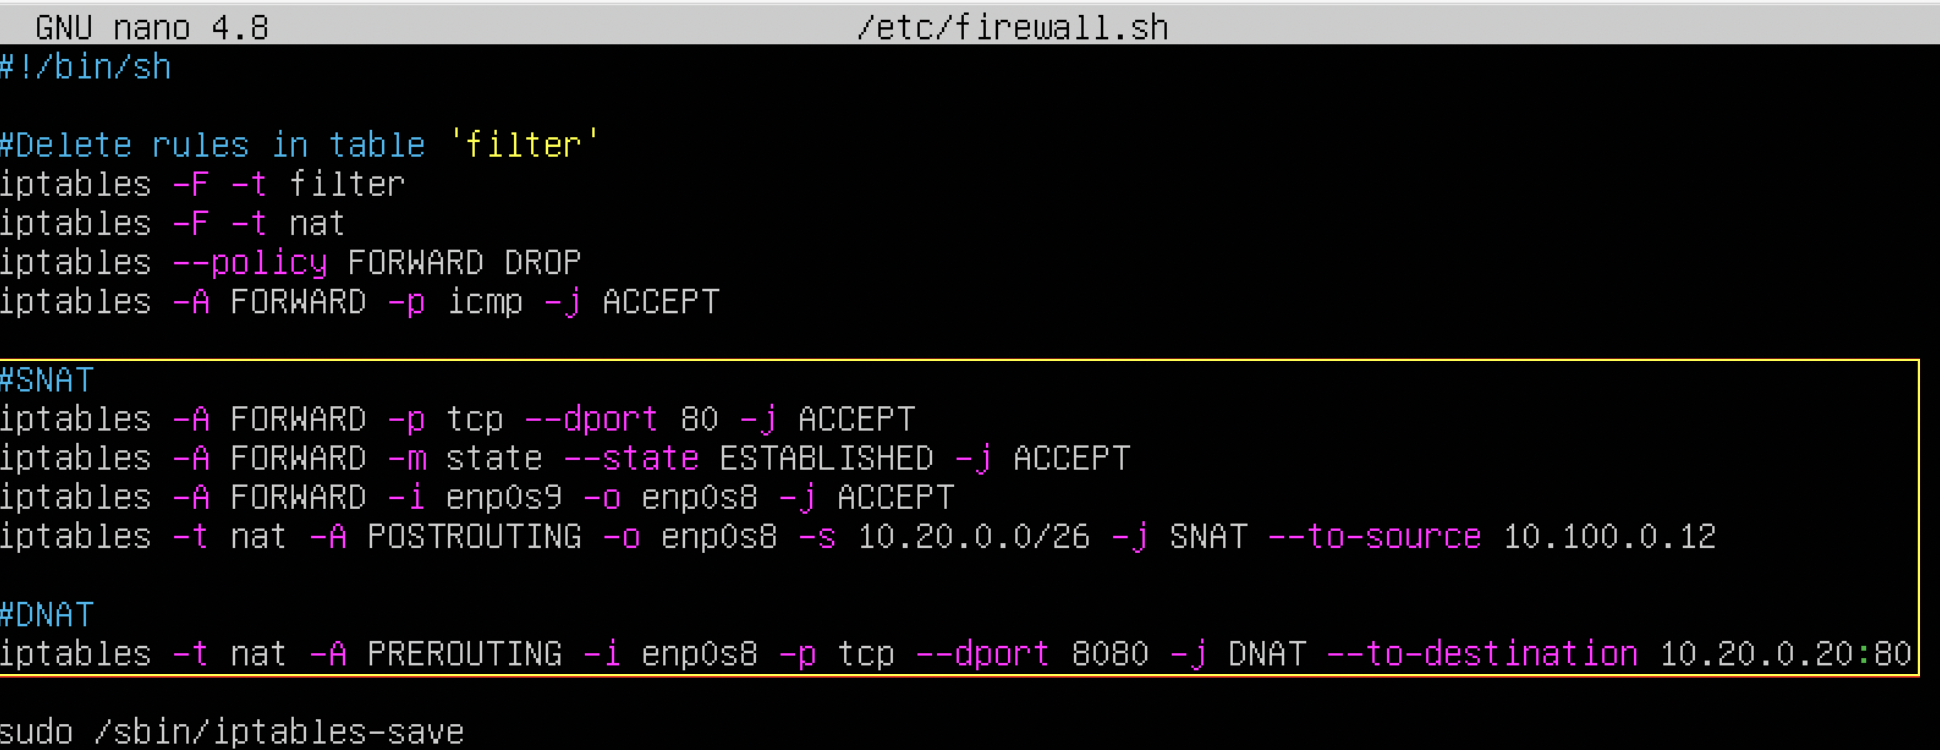 GNU nano 4.8 /etc/firewall.sh
#!/bin/sh
#Delete rules in table 'filter'
iptables -F -t filter
iptables -F -t nat
iptables --policy FORWARD DROP
iptables -A FORWARD -p icmp -j ACCEPT
#SNAT
iptables -A FORWARD -p tcp --dport 80 -j ACCEPT
iptables -A FORWARD -m state --state ESTABLISHED -j ACCEPT
iptables -A FORWARD -i enp0s9 -o enp0s8 -j ACCEPT
iptables -t nat -A POSTROUTING -o enp0s8 -s 10.20.0.0/26 -j SNAT --to-source 10.100.0.12
#DNAT
iptables -t nat -A PREROUTING -i enp0s8 -p tcp --dport 8080 -j DNAT --to-destination 10.20.0.20:80
sudo /sbin/iptables-save